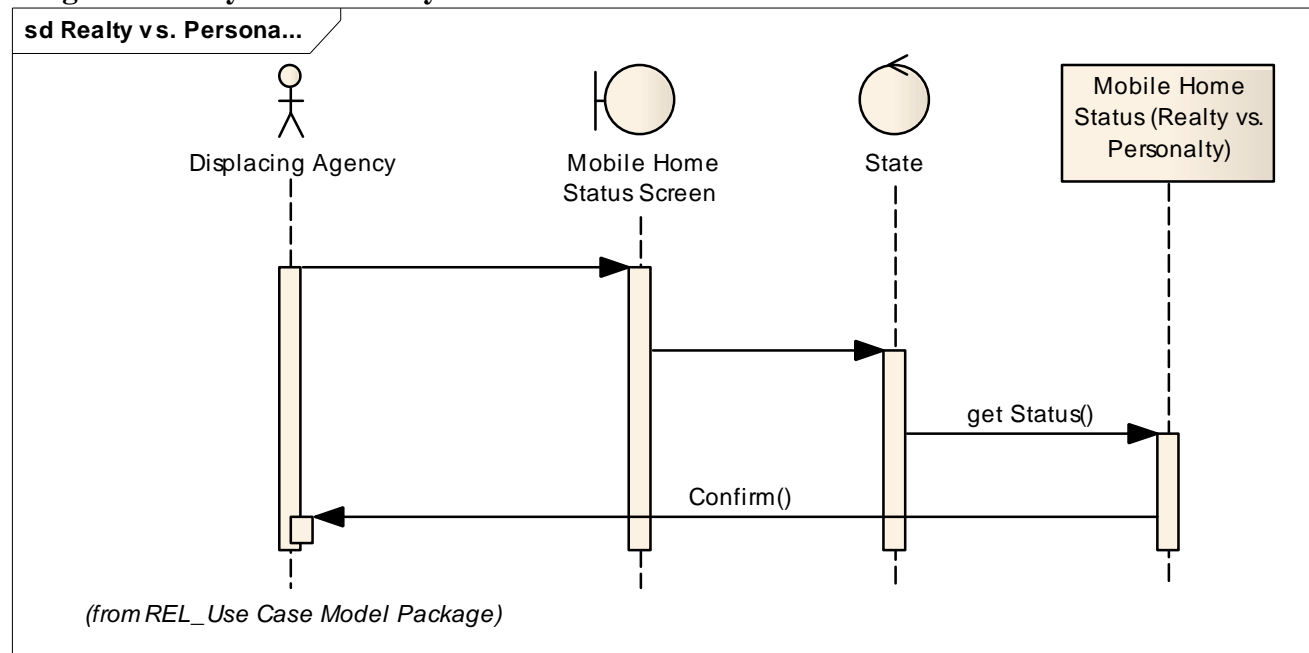 sd Realty vs. Persona...
Displacing Agency
Mobile Home
Status Screen
State
Mobile Home
Status (Realty vs.
Personalty)
get Status()
Confirm()
(from REL_Use Case Model Package)